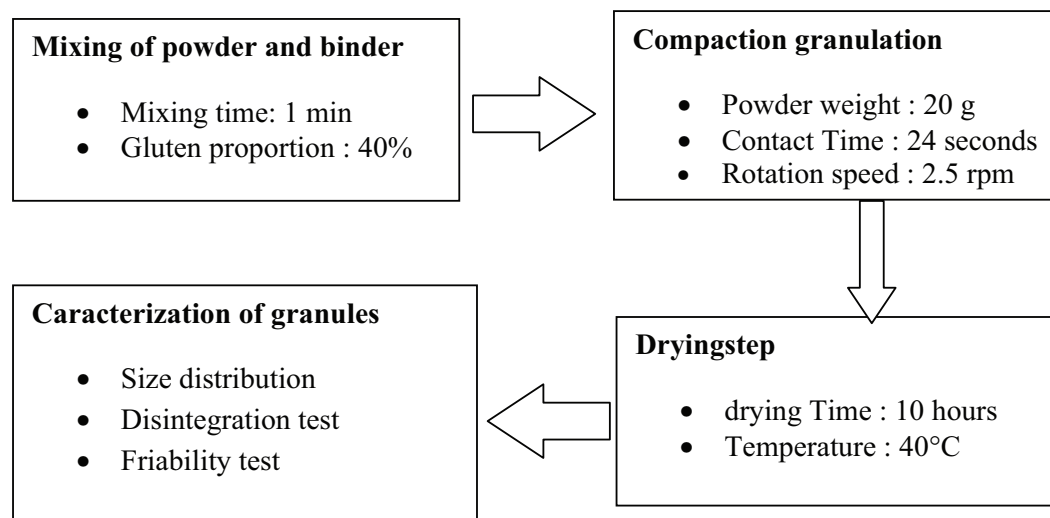 Mixing of powder and binder
• Mixing time: 1 min
• Gluten proportion : 40%
Compaction granulation
• Powder weight : 20 g
• Contact Time : 24 seconds
• Rotation speed : 2.5 rpm
Dryingstep
• drying Time : 10 hours
• Temperature : 40°C
Caracterization of granules
• Size distribution
• Disintegration test
• Friability test